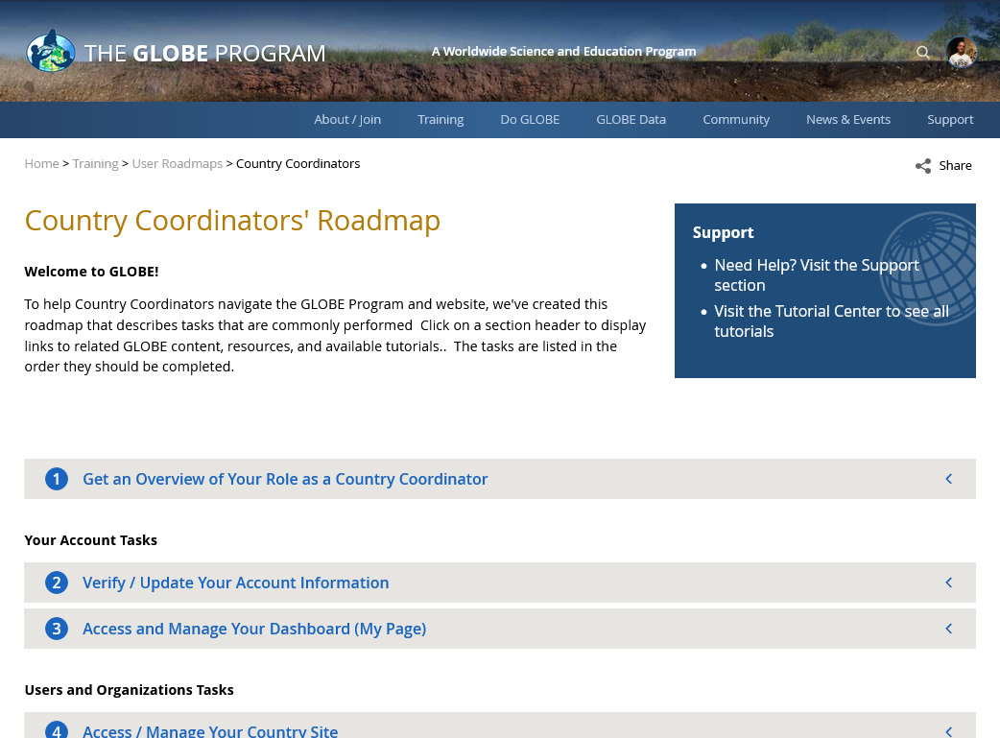 THE GLOBE PROGRAM
A Worldwide Science and Education Program
About / Join Training Do GLOBE GLOBE Data Community News & Events Support
Home > Training > User Roadmaps > Country Coordinators
Share
Country Coordinators' Roadmap
Welcome to GLOBE!
To help Country Coordinators navigate the GLOBE Program and website, we've created this
roadmap that describes tasks that are commonly performed  Click on a section header to display
links to related GLOBE content, resources, and available tutorials..  The tasks are listed in the
order they should be completed.
Support
• Need Help? Visit the Support
section
• Visit the Tutorial Center to see all
tutorials
1 Get an Overview of Your Role as a Country Coordinator
Your Account Tasks
2 Verify / Update Your Account Information
3 Access and Manage Your Dashboard (My Page)
Users and Organizations Tasks
4 Access / Manage Your Country Site